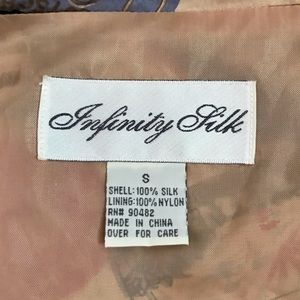 Infinity Silk
S
SHELL: 100% SILK
LINING: 100% NYLON
RN# 90482
MADE IN CHINA
OVER FOR CARE